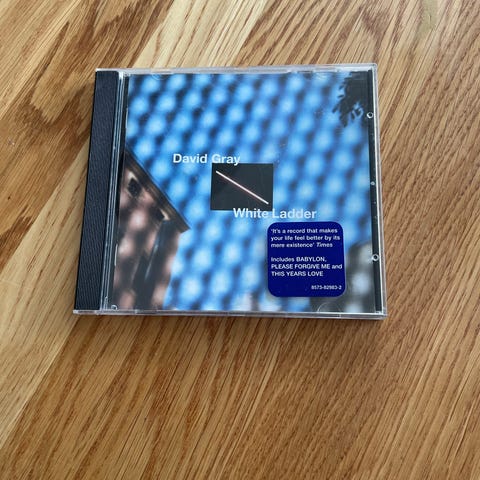 David Gray
White Ladder
'It's a record that makes
your life feel better by its
mere existence' Times
Includes BABYLON,
PLEASE FORGIVE ME and
THIS YEARS LOVE
8573-82983-2